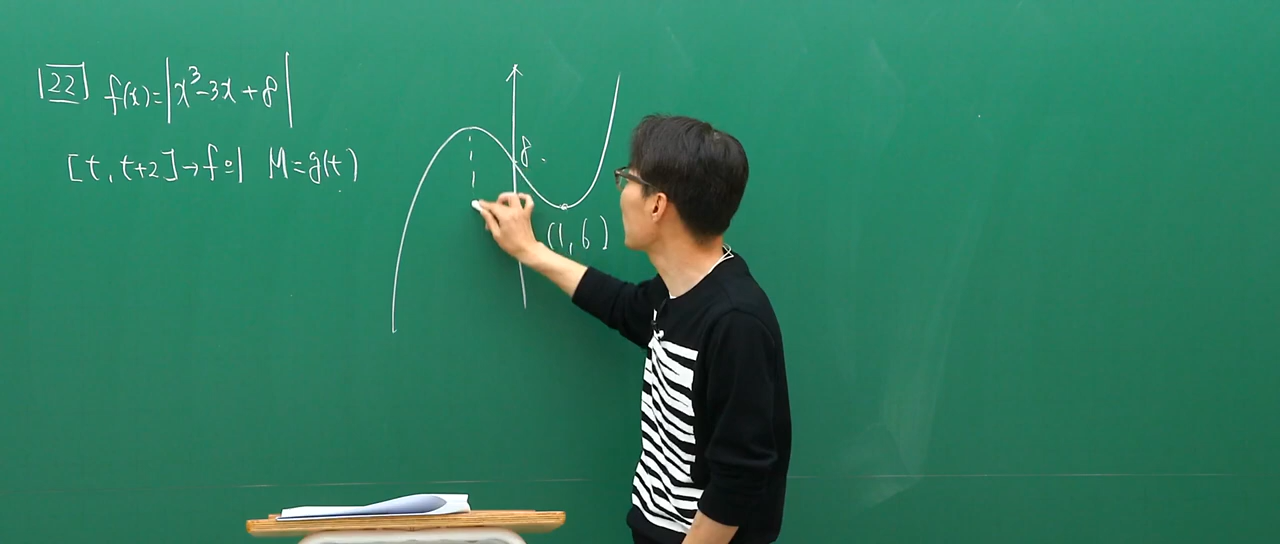 22 f(x)=|x³-3x+8|
[t, t+2]→f의 M=g(t)
8
(1,6)